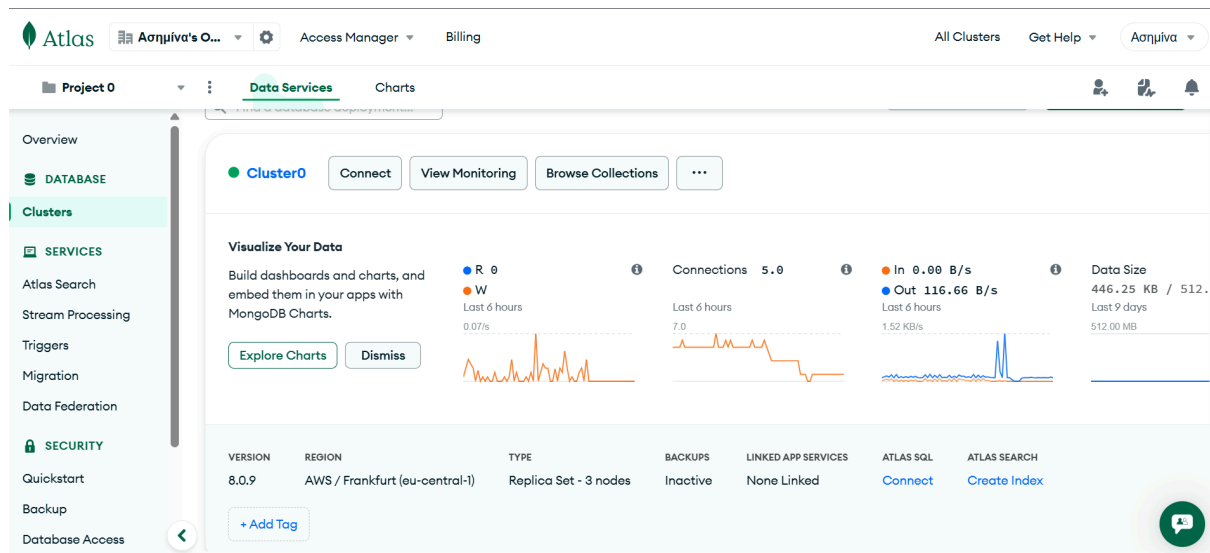 Atlas
Ασημίνα's O...
Access Manager
Billing
All Clusters
Get Help
Ασημίνα
Project 0
Data Services
Charts
Find a database deployment...
Overview
DATABASE
Clusters
SERVICES
Atlas Search
Stream Processing
Triggers
Migration
Data Federation
SECURITY
Quickstart
Backup
Database Access
Cluster0
Connect
View Monitoring
Browse Collections
...
Visualize Your Data
Build dashboards and charts, and
embed them in your apps with
MongoDB Charts.
Explore Charts
Dismiss
R 0
W
Last 6 hours
0.07/s
Connections 5.0
Last 6 hours
7.0
In 0.00 B/s
Out 116.66 B/s
Last 6 hours
1.52 KB/s
Data Size
446.25 KB / 512.
Last 9 days
512.00 MB
VERSION
8.0.9
REGION
AWS / Frankfurt (eu-central-1)
TYPE
Replica Set - 3 nodes
BACKUPS
Inactive
LINKED APP SERVICES
None Linked
ATLAS SQL
Connect
ATLAS SEARCH
Create Index
+ Add Tag